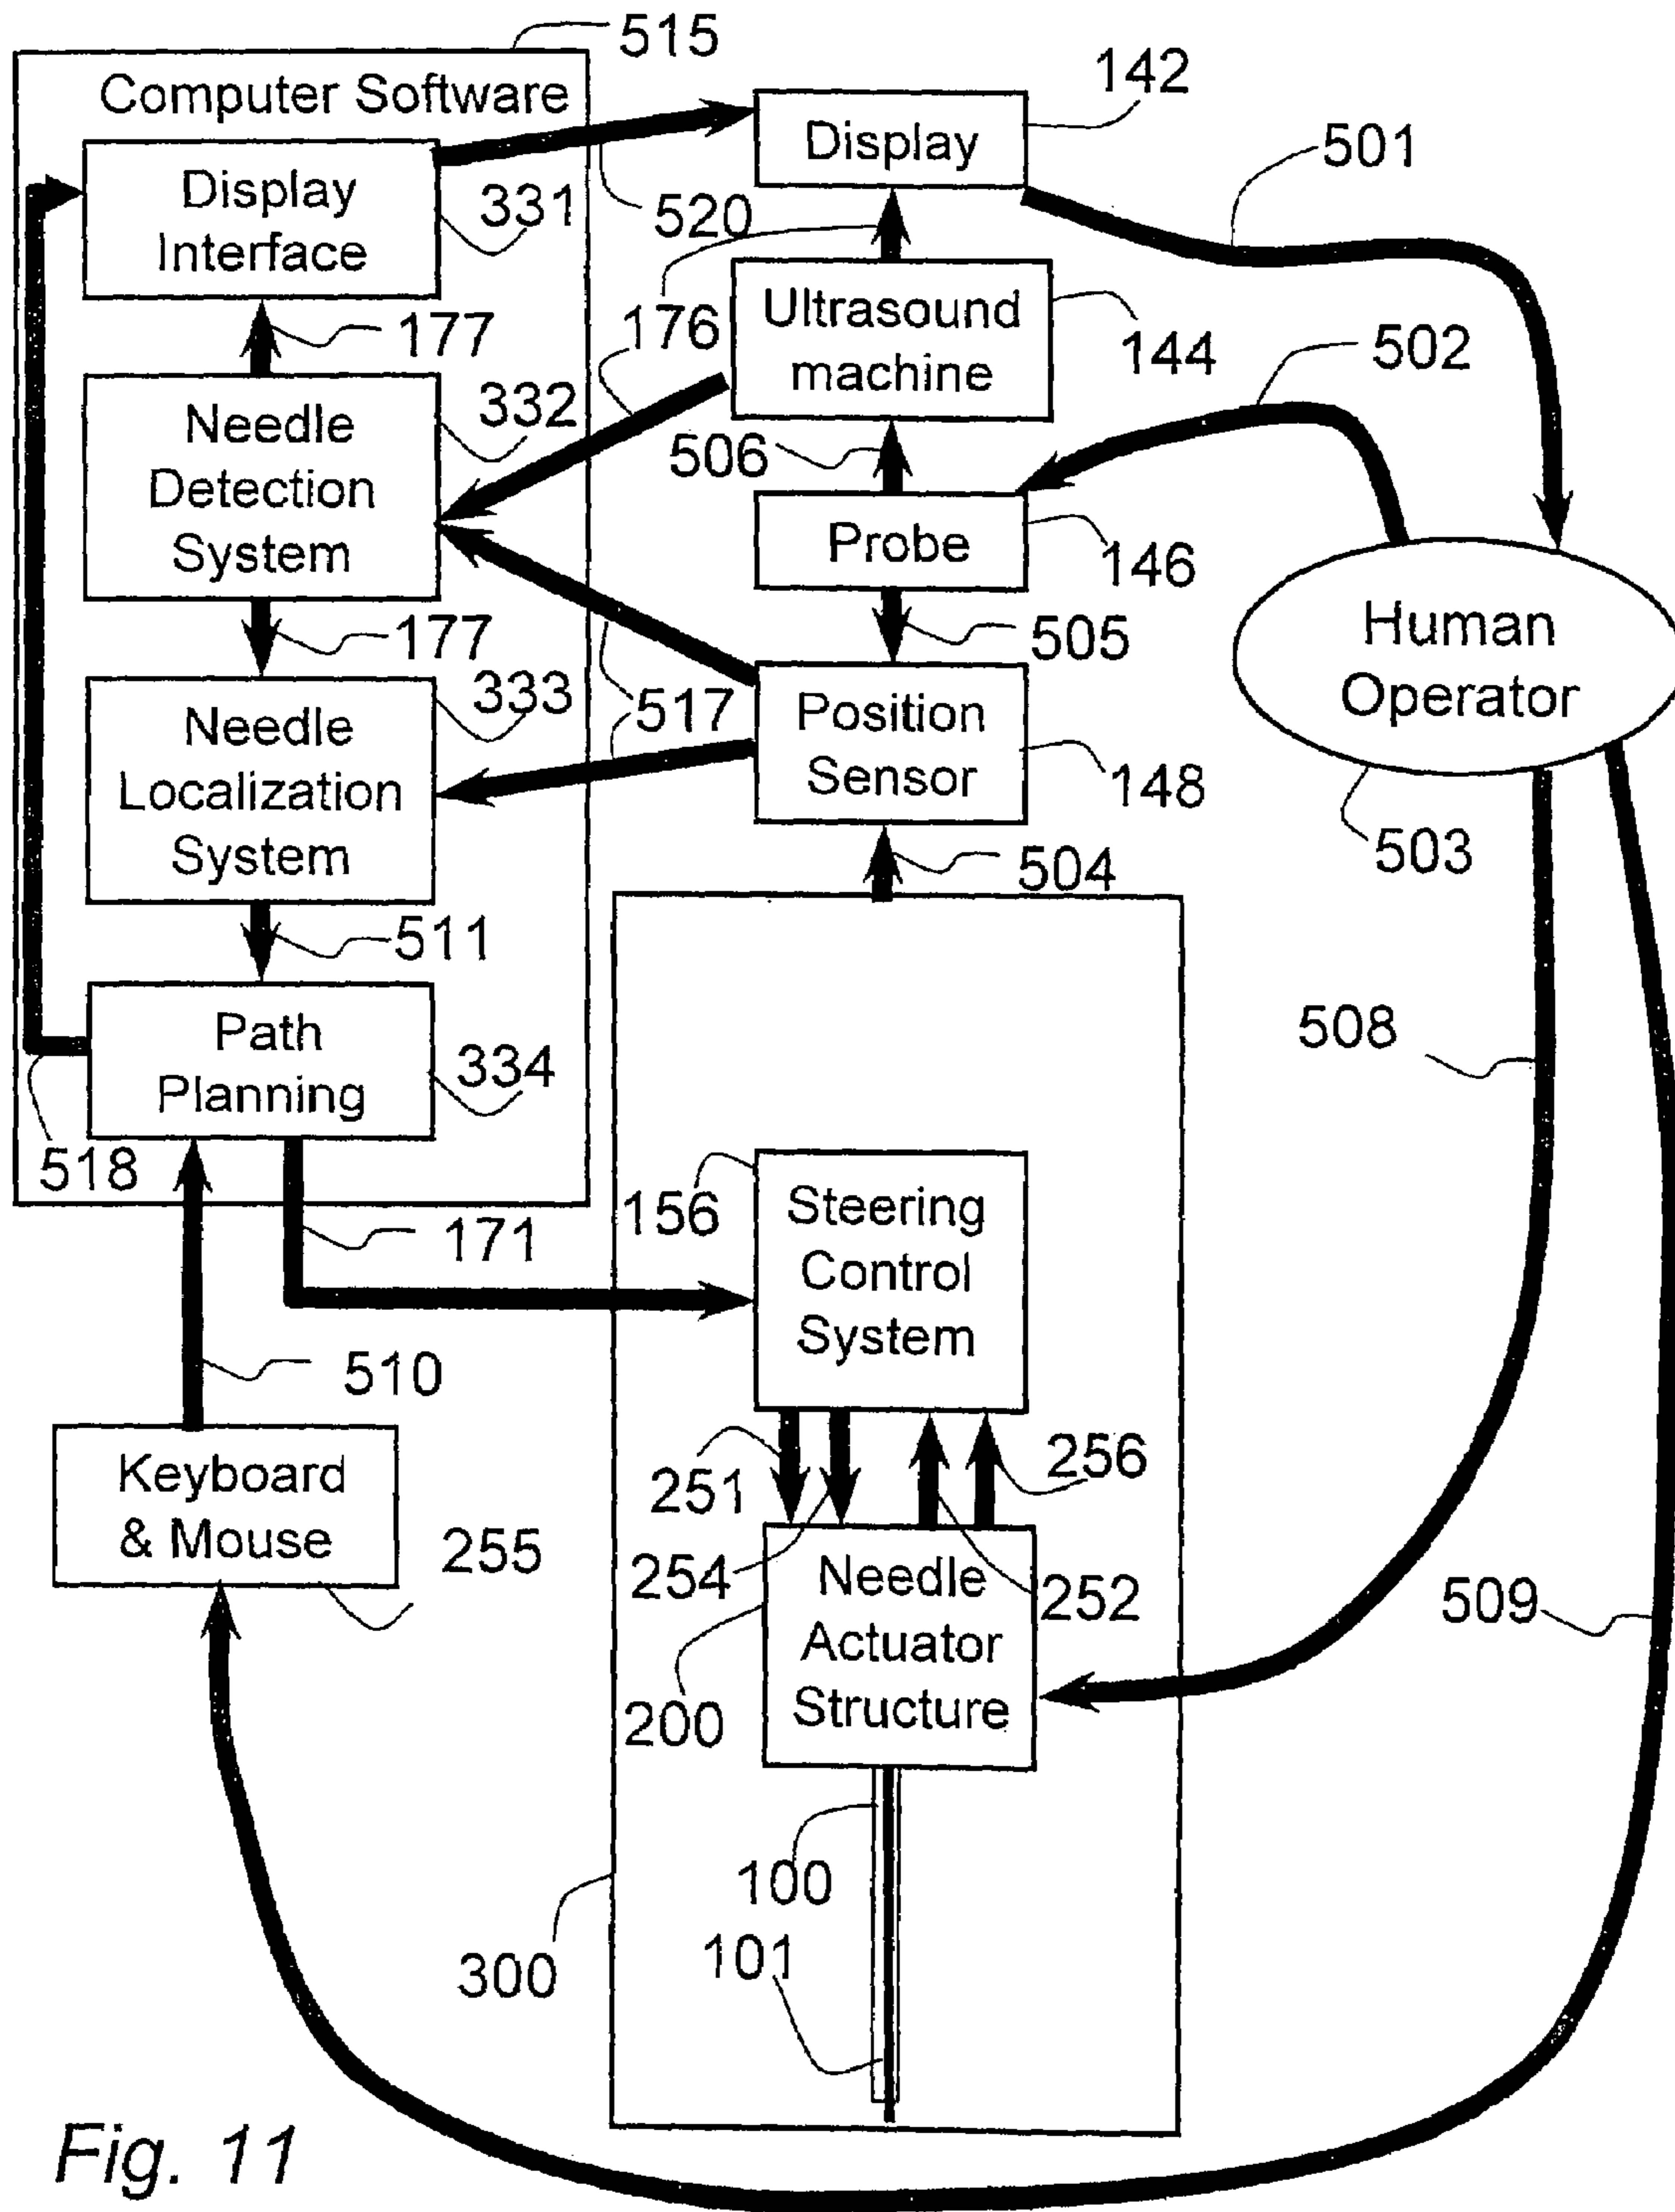 515
Computer Software
142
Display
501
Display
Interface
331
520
Ultrasound
machine
176
144
502
177
Needle
Detection
System
332
506
Probe
146
505
Human
Operator
177
Needle
Localization
System
333
517
Position
Sensor
148
503
504
511
508
Path
Planning
334
518
171
156
Steering
Control
System
510
Keyboard
& Mouse
255
251
256
254
252
Needle
Actuator
Structure
200
509
100
101
300
Fig. 11